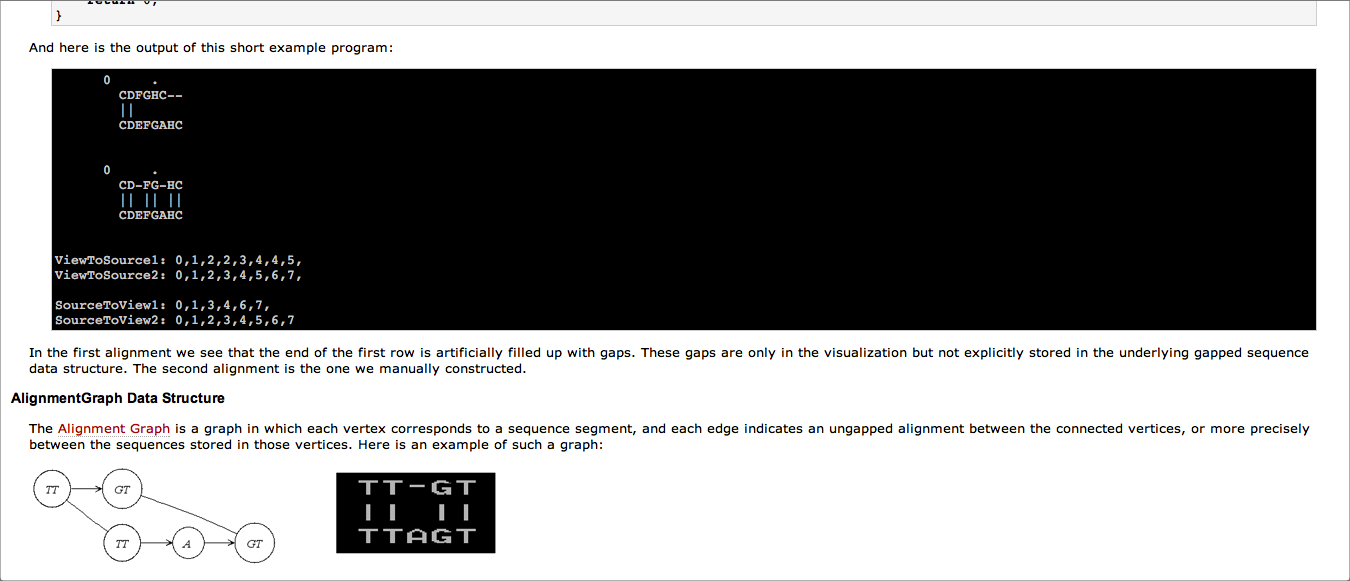 }
And here is the output of this short example program:
0 .
CDFGHC--
||
CDEFGAHC
0 .
CD-FG-HC
|| || ||
CDEFGAHC
ViewToSource1: 0,1,2,2,3,4,4,5,
ViewToSource2: 0,1,2,3,4,5,6,7,
SourceToView1: 0,1,3,4,6,7,
SourceToView2: 0,1,2,3,4,5,6,7
In the first alignment we see that the end of the first row is artificially filled up with gaps. These gaps are only in the visualization but not explicitly stored in the underlying gapped sequence
data structure. The second alignment is the one we manually constructed.
AlignmentGraph Data Structure
The Alignment Graph is a graph in which each vertex corresponds to a sequence segment, and each edge indicates an ungapped alignment between the connected vertices, or more precisely
between the sequences stored in those vertices. Here is an example of such a graph:
TT GT
TT A GT
TT-GT
|| ||
TTAGT